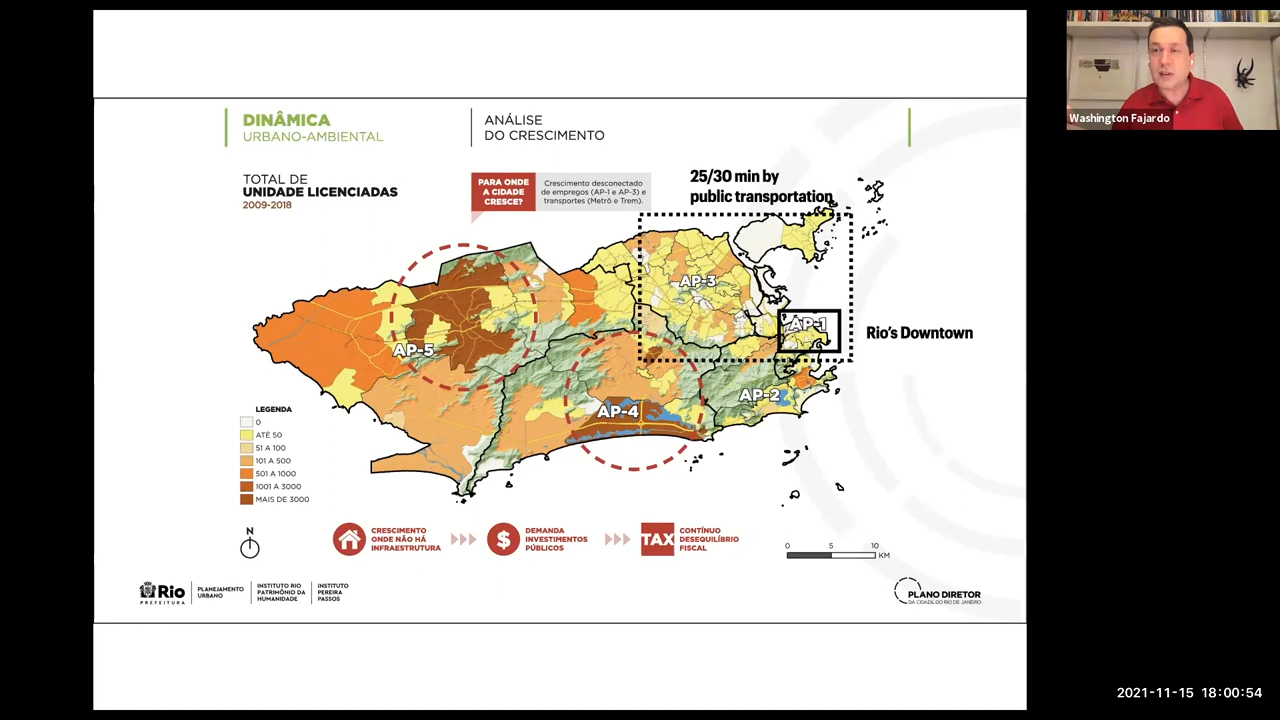 DINÂMICA
URBANO-AMBIENTAL
ANÁLISE
DO CRESCIMENTO
TOTAL DE
UNIDADE LICENCIADAS
2009-2018
PARA ONDE
A CIDADE
CRESCE?
Crescimento desconectado
de empregos (AP-1 e AP-3) e
transportes (Metrô e Trem).
25/30 min by
public transportation
AP-3
AP-1
Rio's Downtown
AP-5
AP-2
AP-4
LEGENDA
0
ATÉ 50
51 A 100
101 A 500
501 A 1000
1001 A 3000
MAIS DE 3000
N
CRESCIMENTO
ONDE NÃO HÁ
INFRAESTRUTURA
$
DEMANDA
INVESTIMENTOS
PÚBLICOS
TAX
CONTÍNUO
DESEQUILÍBRIO
FISCAL
0 5 10
KM
Rio
PREFEITURA
PLANEJAMENTO
URBANO
INSTITUTO RIO
PATRIMÔNIO DA
HUMANIDADE
INSTITUTO
PEREIRA
PASSOS
PLANO DIRETOR
DA CIDADE DO RIO DE JANEIRO
Washington Fajardo
2021-11-15 18:00:54